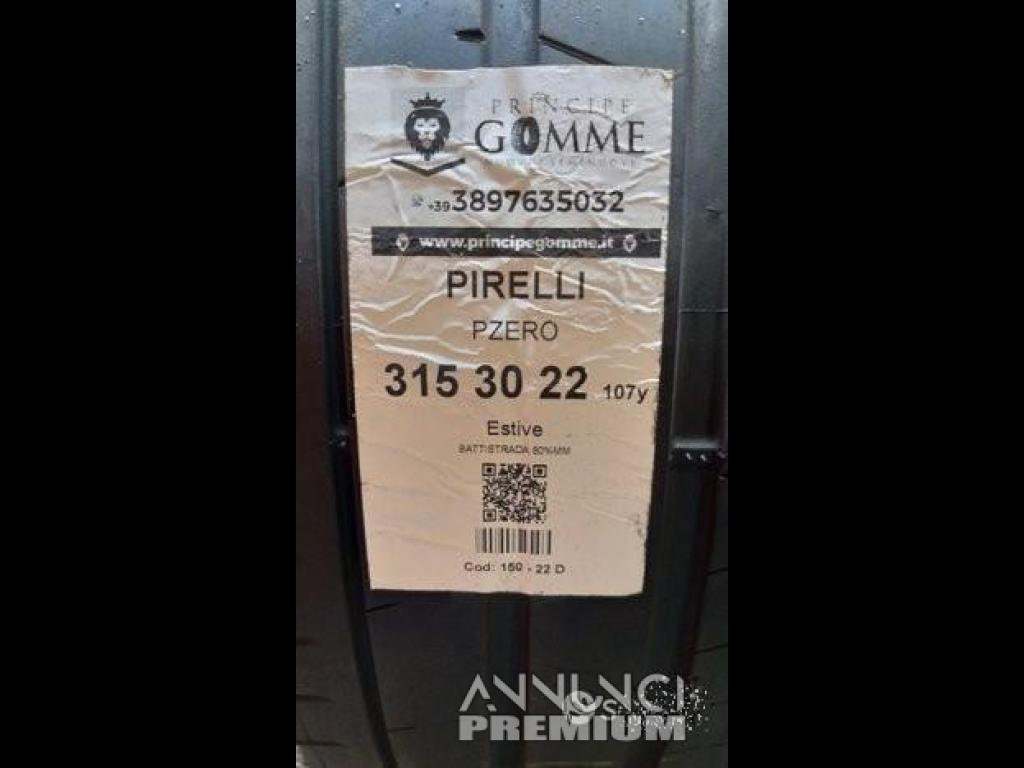 PRINCIPE
GOMME
+39 3897635032
www.principegomme.it
PIRELLI
PZERO
315 30 22 107y
Estive
BATTISTRADA 80%MM
Cod: 150 - 22 D
ANNUNCI
PREMIUM